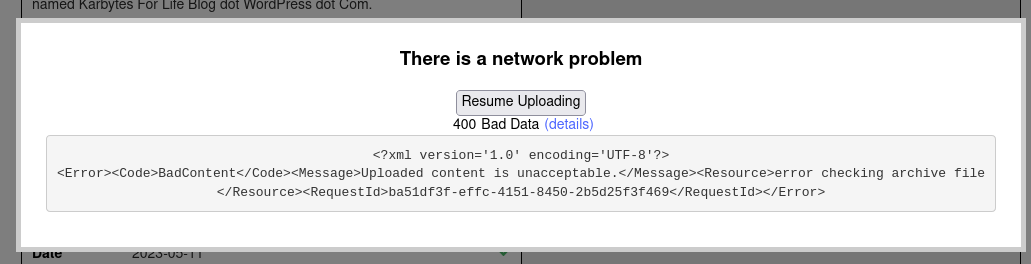 named Karbytes For Life Blog dot WordPress dot Com.
There is a network problem
Resume Uploading
400 Bad Data (details)
<?xml version='1.0' encoding='UTF-8'?>
<Error><Code>BadContent</Code><Message>Uploaded content is unacceptable.</Message><Resource>error checking archive file
</Resource><RequestId>ba51df3f-effc-4151-8450-2b5d25f3f469</RequestId></Error>
Date 2023-05-11